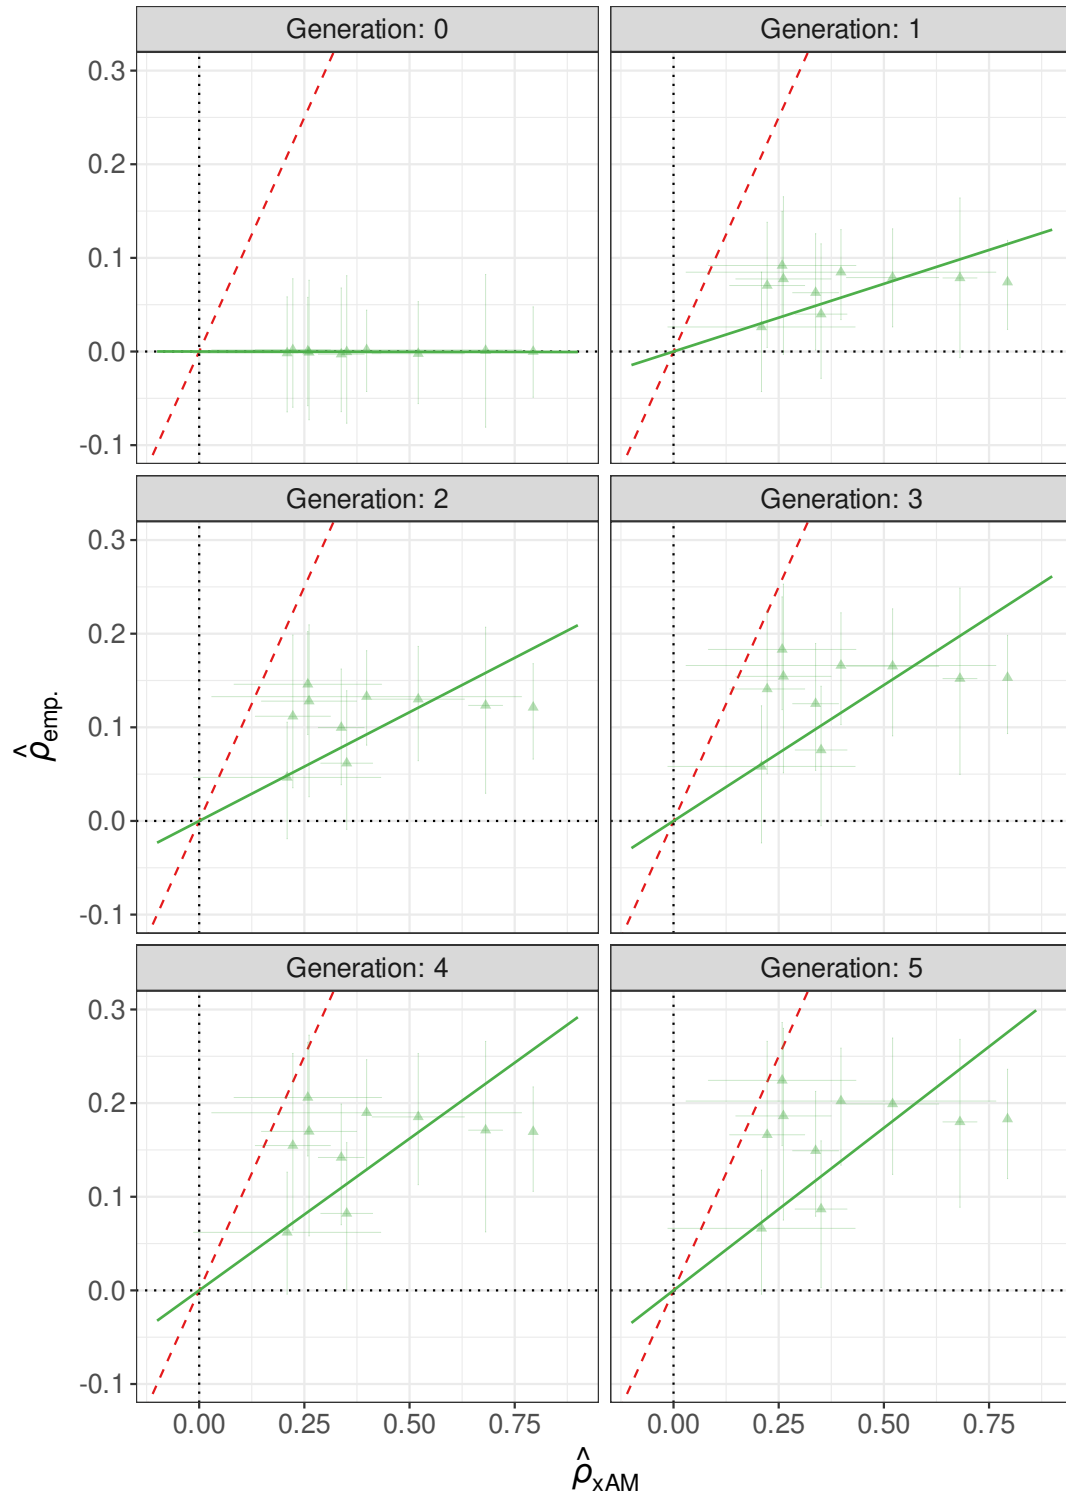 Generation: 0
Generation: 1
0.3
0.2
0.1
0.0
-0.1
Generation: 2
Generation: 3
0.3
0.2
0.1
0.0
-0.1
Generation: 4
Generation: 5
0.3
0.2
0.1
0.0
-0.1
0.00 0.25 0.50 0.75
0.00 0.25 0.50 0.75
ρ̂emp.
ρ̂xAM